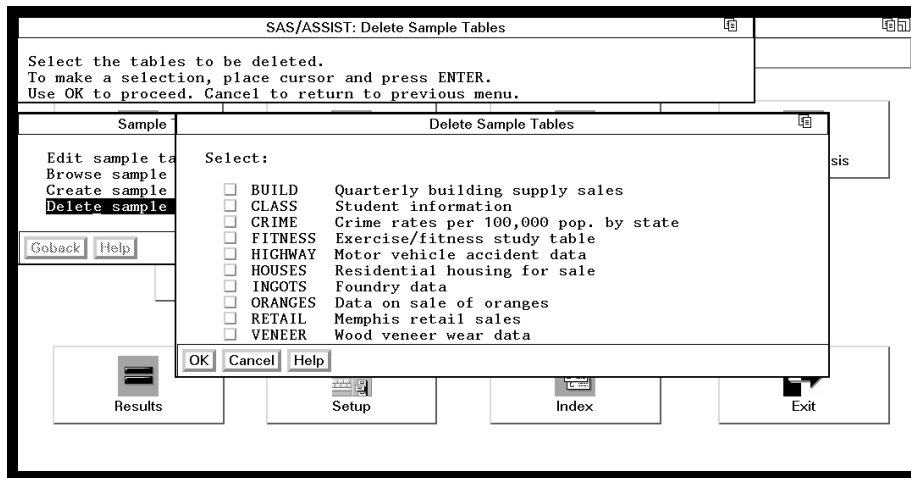 SAS/ASSIST: Delete Sample Tables
Select the tables to be deleted.
To make a selection, place cursor and press ENTER.
Use OK to proceed. Cancel to return to previous menu.
Sample
Edit sample ta
Browse sample
Create sample
Delete sample
Goback Help
Delete Sample Tables
Select:
BUILD Quarterly building supply sales
CLASS Student information
CRIME Crime rates per 100,000 pop. by state
FITNESS Exercise/fitness study table
HIGHWAY Motor vehicle accident data
HOUSES Residential housing for sale
INGOTS Foundry data
ORANGES Data on sale of oranges
RETAIL Memphis retail sales
VENEER Wood veneer wear data
OK Cancel Help
sis
Results Setup Index Exit